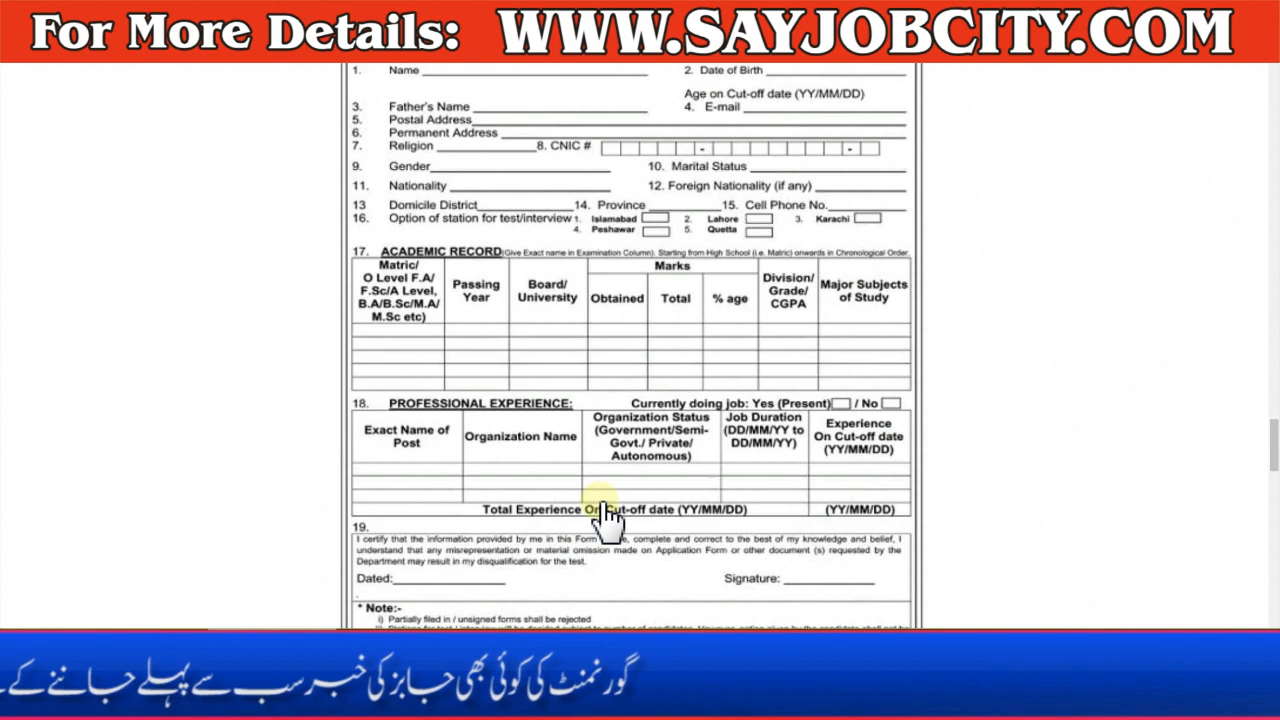 For More Details: WWW.SAYJOBCITY.COM
1. Name 2. Date of Birth
Age on Cut-off date (YY/MM/DD)
3. Father's Name 4. E-mail
5. Postal Address
6. Permanent Address
7. Religion 8. CNIC # - -
9. Gender 10. Marital Status
11. Nationality 12. Foreign Nationality (if any)
13 Domicile District 14. Province 15. Cell Phone No.
16. Option of station for test/interview 1. Islamabad 2. Lahore 3. Karachi
4. Peshawar 5. Quetta
17. ACADEMIC RECORD (Give Exact name in Examination Column). Starting from High School (i.e. Matric) onwards in Chronological Order.
Matric/
O Level F.A/
F.Sc/A Level,
B.A/B.Sc/M.A/
M.Sc etc)
Passing
Year
Board/
University
Marks
Obtained Total % age
Division/
Grade/
CGPA
Major Subjects
of Study
18. PROFESSIONAL EXPERIENCE: Currently doing job: Yes (Present) / No
Exact Name of
Post
Organization Name
Organization Status
(Government/Semi-
Govt./ Private/
Autonomous)
Job Duration
(DD/MM/YY to
DD/MM/YY)
Experience
On Cut-off date
(YY/MM/DD)
Total Experience On Cut-off date (YY/MM/DD) (YY/MM/DD)
19.
I certify that the information provided by me in this Form complete and correct to the best of my knowledge and belief, I
understand that any misrepresentation or material omission made on Application Form or other document (s) requested by the
Department may result in my disqualification for the test.
Dated: Signature:
* Note:-
i) Partially filed in / unsigned forms shall be rejected
گورنمنٹ کی کوئی بھی جابز کی خبر سب سے پہلے جاننے کے